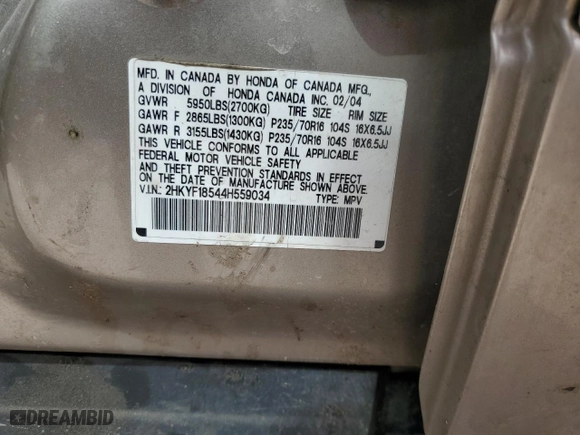 MFD. IN CANADA BY HONDA OF CANADA MFG.,
A DIVISION OF HONDA CANADA INC. 02/04
GVWR 5950LBS(2700KG) TIRE SIZE RIM SIZE
GAWR F 2865LBS(1300KG) P235/70R16 104S 16X6.5JJ
GAWR R 3155LBS(1430KG) P235/70R16 104S 16X6.5JJ
THIS VEHICLE CONFORMS TO ALL APPLICABLE
FEDERAL MOTOR VEHICLE SAFETY
AND THEFT PREVENTION STANDARDS IN EFFECT
ON THE DATE OF MANUFACTURE SHOWN ABOVE.
V.I.N.: 2HKYF18544H559034 TYPE: MPV
DREAMBID